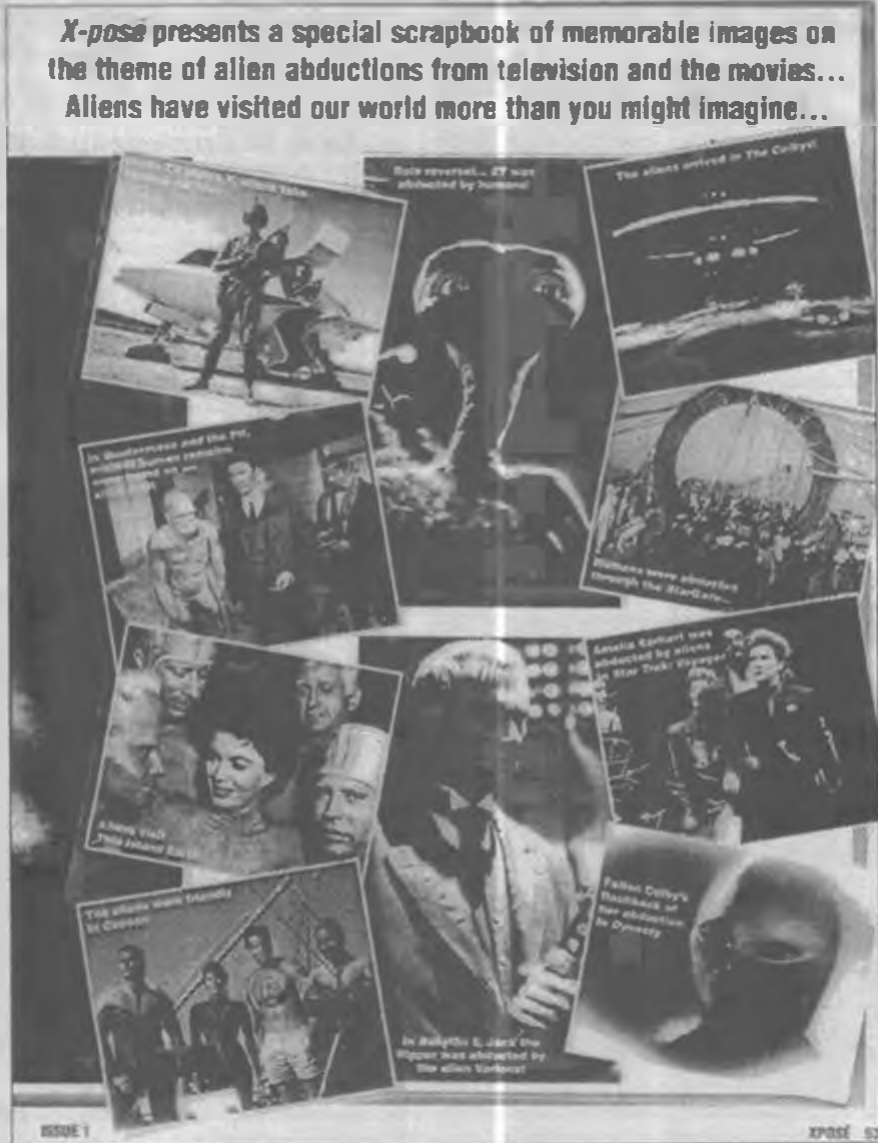 X-pose presents a special scrapbook of memorable images on
the theme of alien abductions from television and the movies...
Aliens have visited our world more than you might imagine...
Role reversal... ET was
abducted by humans!
The aliens arrived in The Colbys!
In Quatermass and the Pit,
human remains
Humans were abducted
through the StarGate...
Amelia Earhart was
abducted by aliens
in Star Trek: Voyager
Aliens visit
This Island Earth
Fallon Colby's
flashback of
her abduction
in Dynasty
The aliens were friendly
in Cocoon
In Babylon 5, Jack the
Ripper was abducted by
the alien Vorlons!
ISSUE 1
XPOSÉ